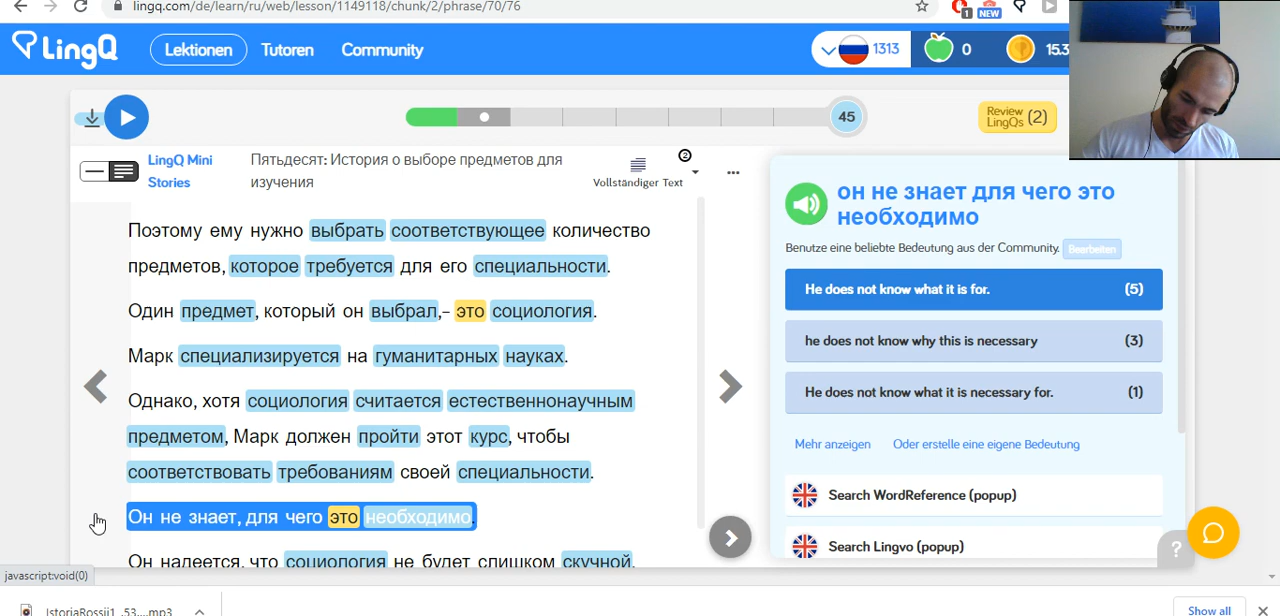 lingq.com/de/learn/ru/web/lesson/1149118/chunk/2/phrase/70/76
1
NEW
LingQ
Lektionen
Tutoren
Community
1313
0
15.3
45
Review
LingQs (2)
LingQ Mini
Stories
Пятьдесят: История о выборе предметов для
изучения
2
Vollständiger Text
...
Поэтому ему нужно выбрать соответствующее количество
предметов, которое требуется для его специальности.
Один предмет, который он выбрал,– это социология.
Марк специализируется на гуманитарных науках.
Однако, хотя социология считается естественнонаучным
предметом, Марк должен пройти этот курс, чтобы
соответствовать требованиям своей специальности.
Он не знает, для чего это необходимо.
Он надеется, что социология не будет слишком скучной.
он не знает для чего это
необходимо
Benutze eine beliebte Bedeutung aus der Community.
Bearbeiten
He does not know what it is for. (5)
he does not know why this is necessary (3)
He does not know what it is necessary for. (1)
Mehr anzeigen
Oder erstelle eine eigene Bedeutung
Search WordReference (popup)
Search Lingvo (popup)
?
javascript:void(0)
IstoriaRossii1_.53....mp3
Show all